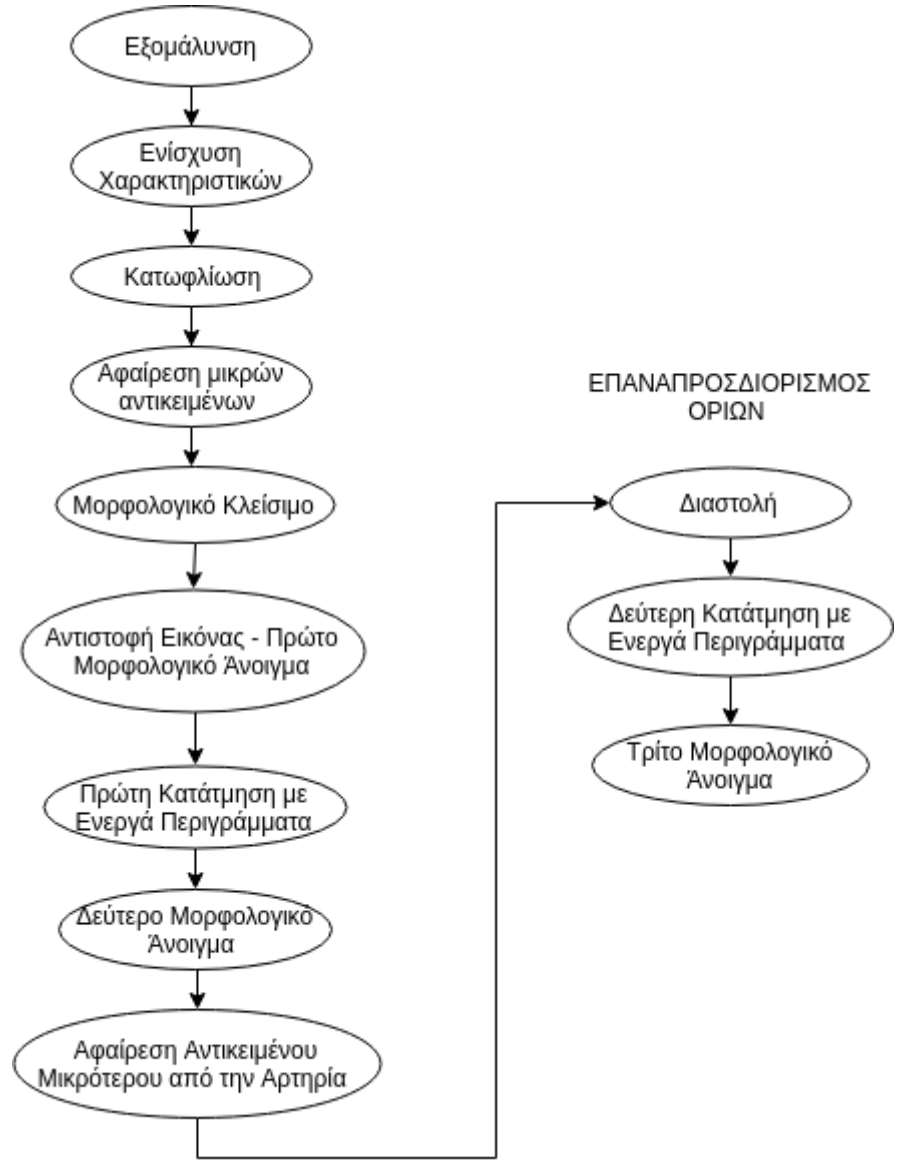 Εξομάλυνση
Ενίσχυση
Χαρακτηριστικών
Κατωφλίωση
Αφαίρεση μικρών
αντικειμένων
Μορφολογικό Κλείσιμο
Αντιστοφή Εικόνας - Πρώτο
Μορφολογικό Άνοιγμα
Πρώτη Κατάτμηση με
Ενεργά Περιγράμματα
Δεύτερο Μορφολογικό
Άνοιγμα
Αφαίρεση Αντικειμένου
Μικρότερου από την Αρτηρία
ΕΠΑΝΑΠΡΟΣΔΙΟΡΙΣΜΟΣ
ΟΡΙΩΝ
Διαστολή
Δεύτερη Κατάτμηση με
Ενεργά Περιγράμματα
Τρίτο Μορφολογικό
Άνοιγμα